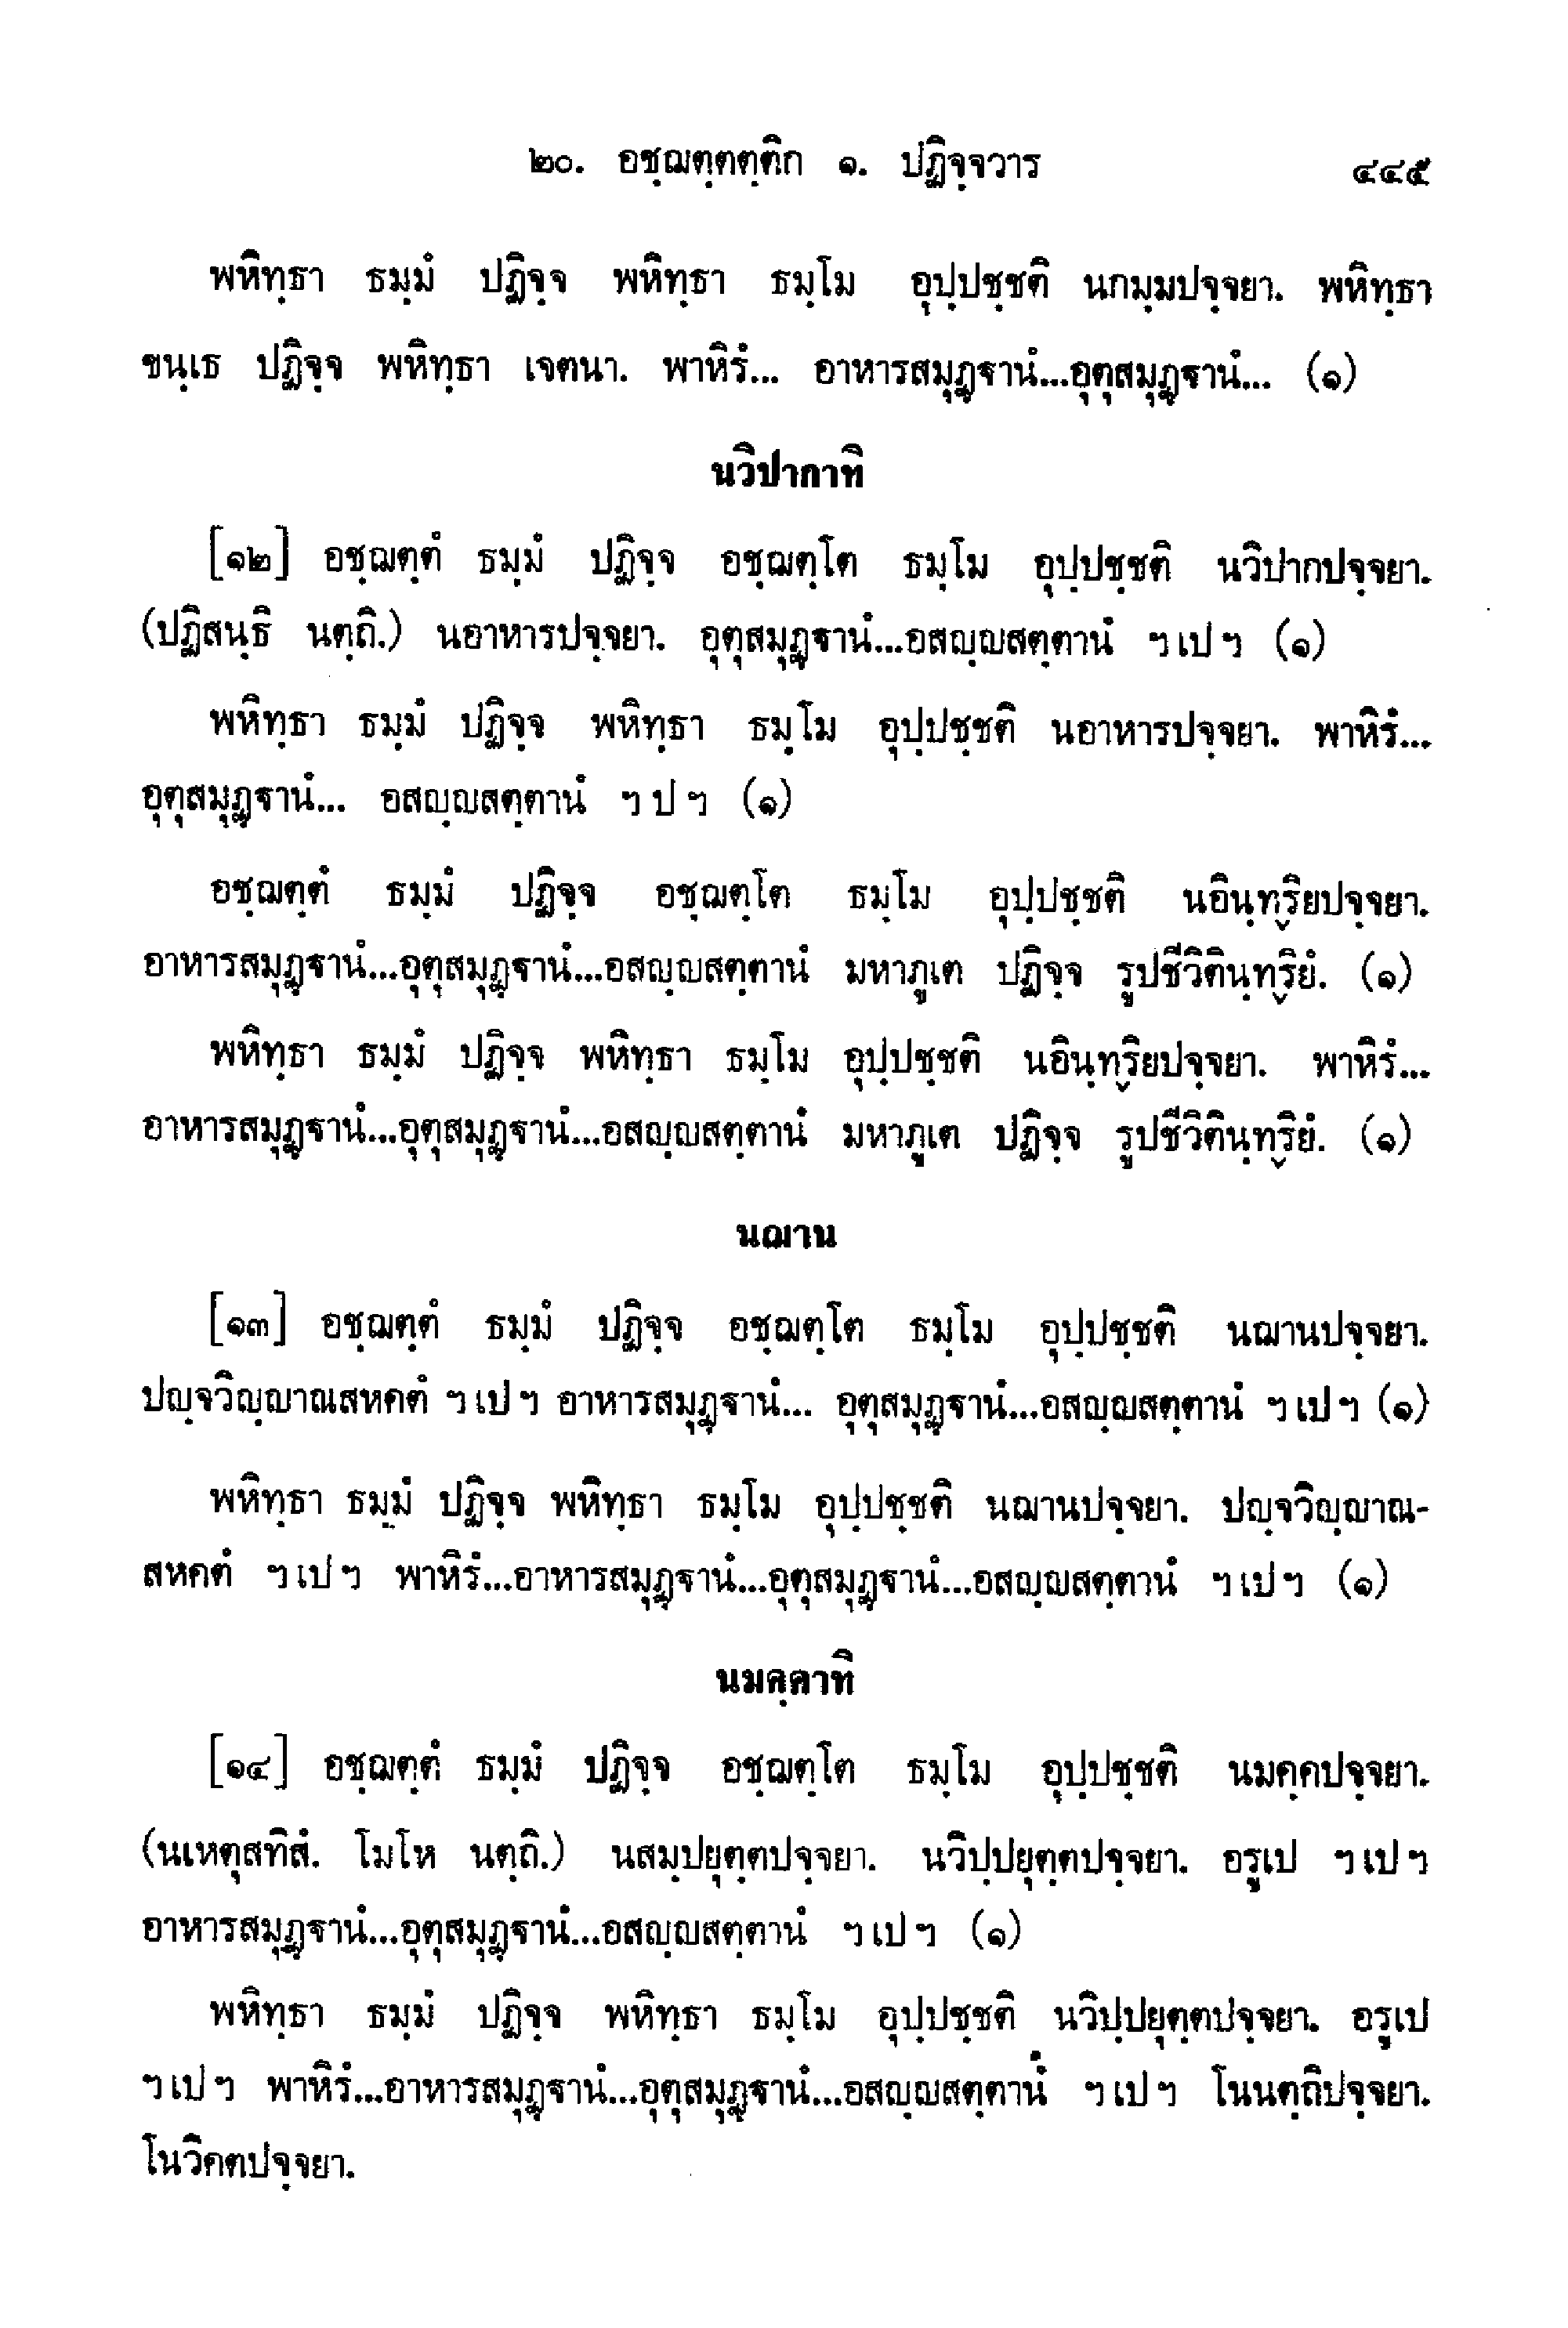 ๒๐. อชฺฌตฺตตฺติก ๑. ปฏิจฺจวาร ๔๔๕
พหิทฺธา ธมฺมํ ปฏิจฺจ พหิทฺธา ธมฺโม อุปฺปชฺชติ นกมฺมปจฺจยา. พหิทฺธา
ขนฺเธ ปฏิจฺจ พหิทฺธา เจตนา. พาหิรํ... อาหารสมุฏฺฐานํ...อุตุสมุฏฺฐานํ... (๑)
นวิปากาทิ
[๑๒] อชฺฌตฺตํ ธมฺมํ ปฏิจฺจ อชฺฌตฺโต ธมฺโม อุปฺปชฺชติ นวิปากปจฺจยา.
(ปฏิสนฺธิ นตฺถิ.) นอาหารปจฺจยา. อุตุสมุฏฺฐานํ...อสญฺญสตฺตานํ ฯ เป ฯ (๑)
พหิทฺธา ธมฺมํ ปฏิจฺจ พหิทฺธา ธมฺโม อุปฺปชฺชติ นอาหารปจฺจยา. พาหิรํ...
อุตุสมุฏฺฐานํ... อสญฺญสตฺตานํ ฯ ป ฯ (๑)
อชฺฌตฺตํ ธมฺมํ ปฏิจฺจ อชฺฌตฺโต ธมฺโม อุปฺปชฺชติ นอินฺทฺริยปจฺจยา.
อาหารสมุฏฺฐานํ...อุตุสมุฏฺฐานํ...อสญฺญสตฺตานํ มหาภูเต ปฏิจฺจ รูปชีวิตินฺทฺริยํ. (๑)
พหิทฺธา ธมฺมํ ปฏิจฺจ พหิทฺธา ธมฺโม อุปฺปชฺชติ นอินฺทฺริยปจฺจยา. พาหิรํ...
อาหารสมุฏฺฐานํ...อุตุสมุฏฺฐานํ...อสญฺญสตฺตานํ มหาภูเต ปฏิจฺจ รูปชีวิตินฺทฺริยํ. (๑)
นฌาน
[๑๓] อชฺฌตฺตํ ธมฺมํ ปฏิจฺจ อชฺฌตฺโต ธมฺโม อุปฺปชฺชติ นฌานปจฺจยา.
ปญฺจวิญฺญาณสหคตํ ฯ เป ฯ อาหารสมุฏฺฐานํ... อุตุสมุฏฺฐานํ...อสญฺญสตฺตานํ ฯ เป ฯ (๑)
พหิทฺธา ธมฺมํ ปฏิจฺจ พหิทฺธา ธมฺโม อุปฺปชฺชติ นฌานปจฺจยา. ปญฺจวิญฺญาณ-
สหคตํ ฯ เป ฯ พาหิรํ...อาหารสมุฏฺฐานํ...อุตุสมุฏฺฐานํ...อสญฺญสตฺตานํ ฯ เป ฯ (๑)
นมคฺคาทิ
[๑๔] อชฺฌตฺตํ ธมฺมํ ปฏิจฺจ อชฺฌตฺโต ธมฺโม อุปฺปชฺชติ นมคฺคปจฺจยา.
(นเหตุสทิสํ. โมโห นตฺถิ.) นสมฺปยุตฺตปจฺจยา. นวิปฺปยุตฺตปจฺจยา. อรูเป ฯ เป ฯ
อาหารสมุฏฺฐานํ...อุตุสมุฏฺฐานํ...อสญฺญสตฺตานํ ฯ เป ฯ (๑)
พหิทฺธา ธมฺมํ ปฏิจฺจ พหิทฺธา ธมฺโม อุปฺปชฺชติ นวิปฺปยุตฺตปจฺจยา. อรูเป
ฯ เป ฯ พาหิรํ...อาหารสมุฏฺฐานํ...อุตุสมุฏฺฐานํ...อสญฺญสตฺตานํ ฯ เป ฯ โนนตฺถิปจฺจยา.
โนวิคตปจฺจยา.